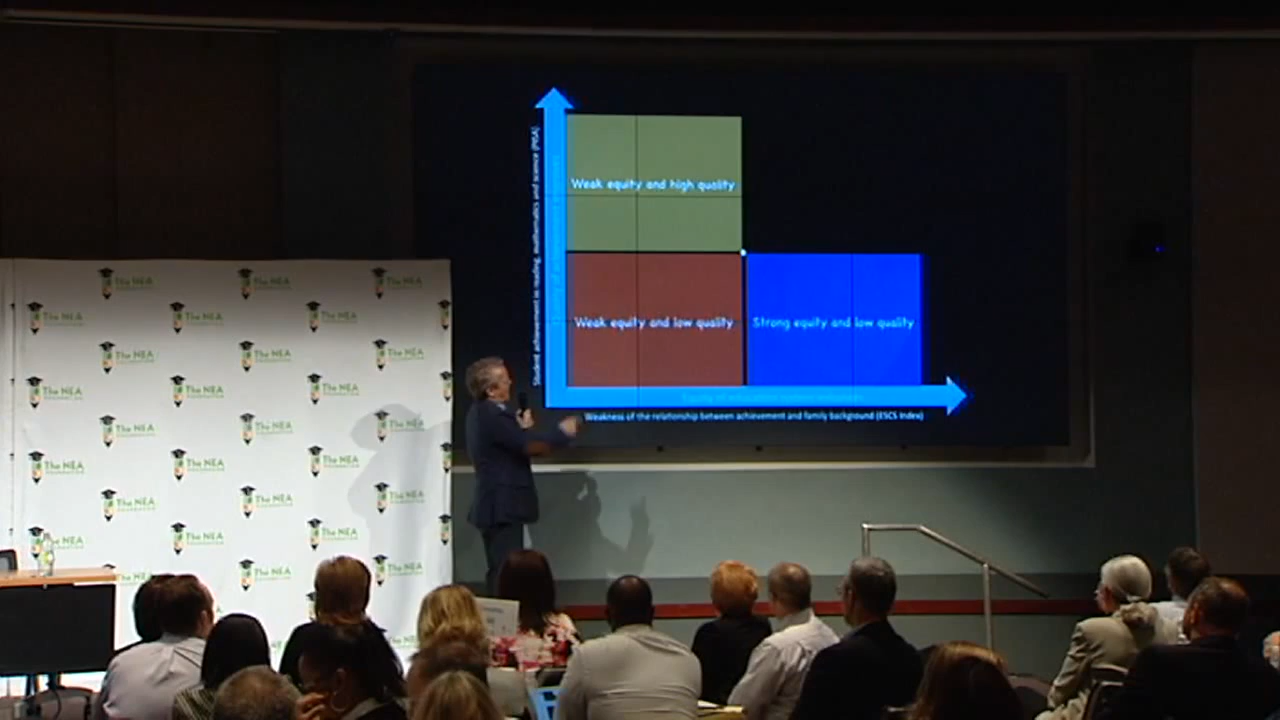 Student achievement in reading, mathematics and science (PISA)
Weak equity and high quality
Weak equity and low quality
Strong equity and low quality
Weakness of the relationship between achievement and family background (ESCS Index)
The NEA
FOUNDATION